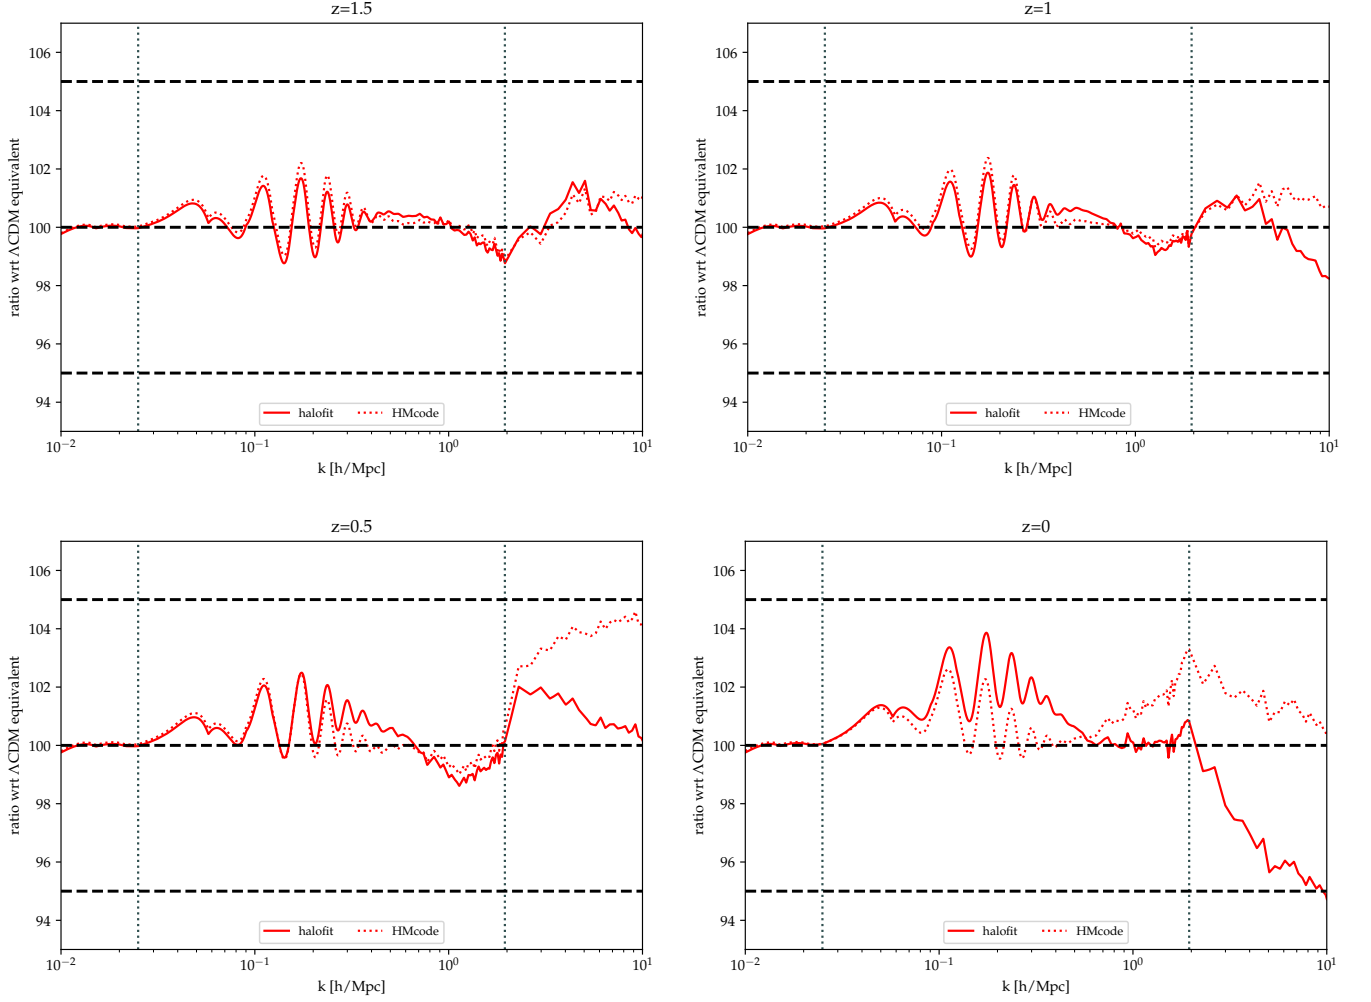 z=1.5
106
104
102
100
98
96
94
ratio wrt ΛCDM equivalent
halofit
HMcode
10⁻²
10⁻¹
10⁰
10¹
k [h/Mpc]
z=1
106
104
102
100
98
96
94
ratio wrt ΛCDM equivalent
halofit
HMcode
10⁻²
10⁻¹
10⁰
10¹
k [h/Mpc]
z=0.5
106
104
102
100
98
96
94
ratio wrt ΛCDM equivalent
halofit
HMcode
10⁻²
10⁻¹
10⁰
10¹
k [h/Mpc]
z=0
106
104
102
100
98
96
94
ratio wrt ΛCDM equivalent
halofit
HMcode
10⁻²
10⁻¹
10⁰
10¹
k [h/Mpc]